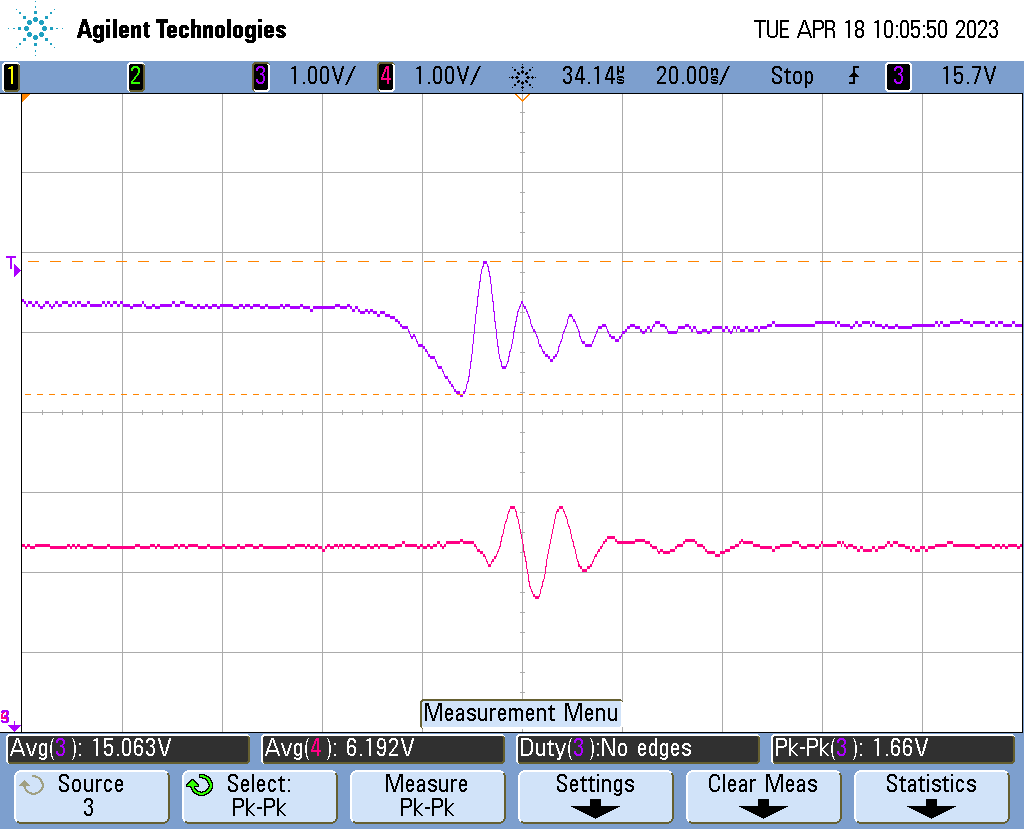 Agilent Technologies
TUE APR 18 10:05:50 2023
1 2 3 1.00V/ 4 1.00V/ 34.14µs 20.00ns/ Stop 3 15.7V
T
Measurement Menu
Avg(3): 15.063V Avg(4): 6.192V Duty(3):No edges Pk-Pk(3): 1.66V
Source Select: Measure Settings Clear Meas Statistics
3 Pk-Pk Pk-Pk